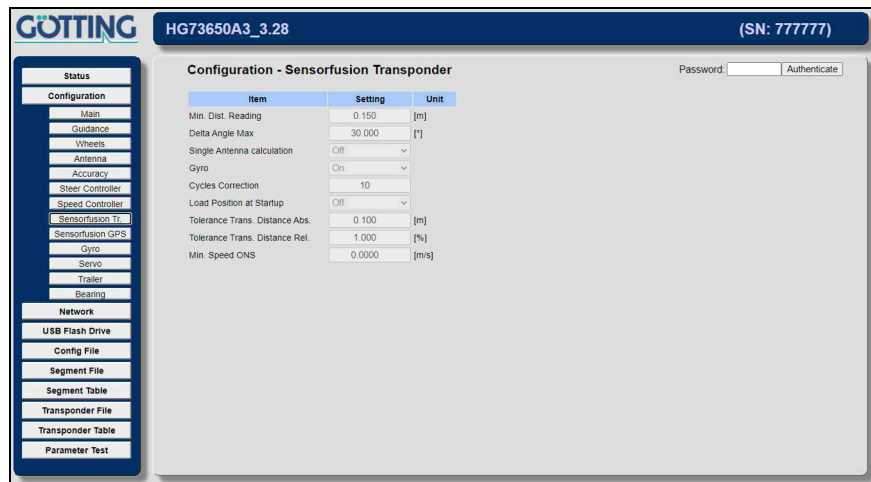 GÖTTING
HG73650A3_3.28 (SN: 777777)
Status
Configuration
Main
Guidance
Wheels
Antenna
Accuracy
Steer Controller
Speed Controller
Sensorfusion Tr.
Sensorfusion GPS
Gyro
Servo
Trailer
Bearing
Network
USB Flash Drive
Config File
Segment File
Segment Table
Transponder File
Transponder Table
Parameter Test
Configuration - Sensorfusion Transponder
Password: Authenticate
Item Setting Unit
Min. Dist. Reading 0.150 [m]
Delta Angle Max 30.000 [°]
Single Antenna calculation Off
Gyro On
Cycles Correction 10
Load Position at Startup Off
Tolerance Trans. Distance Abs. 0.100 [m]
Tolerance Trans. Distance Rel. 1.000 [%]
Min. Speed ONS 0.0000 [m/s]